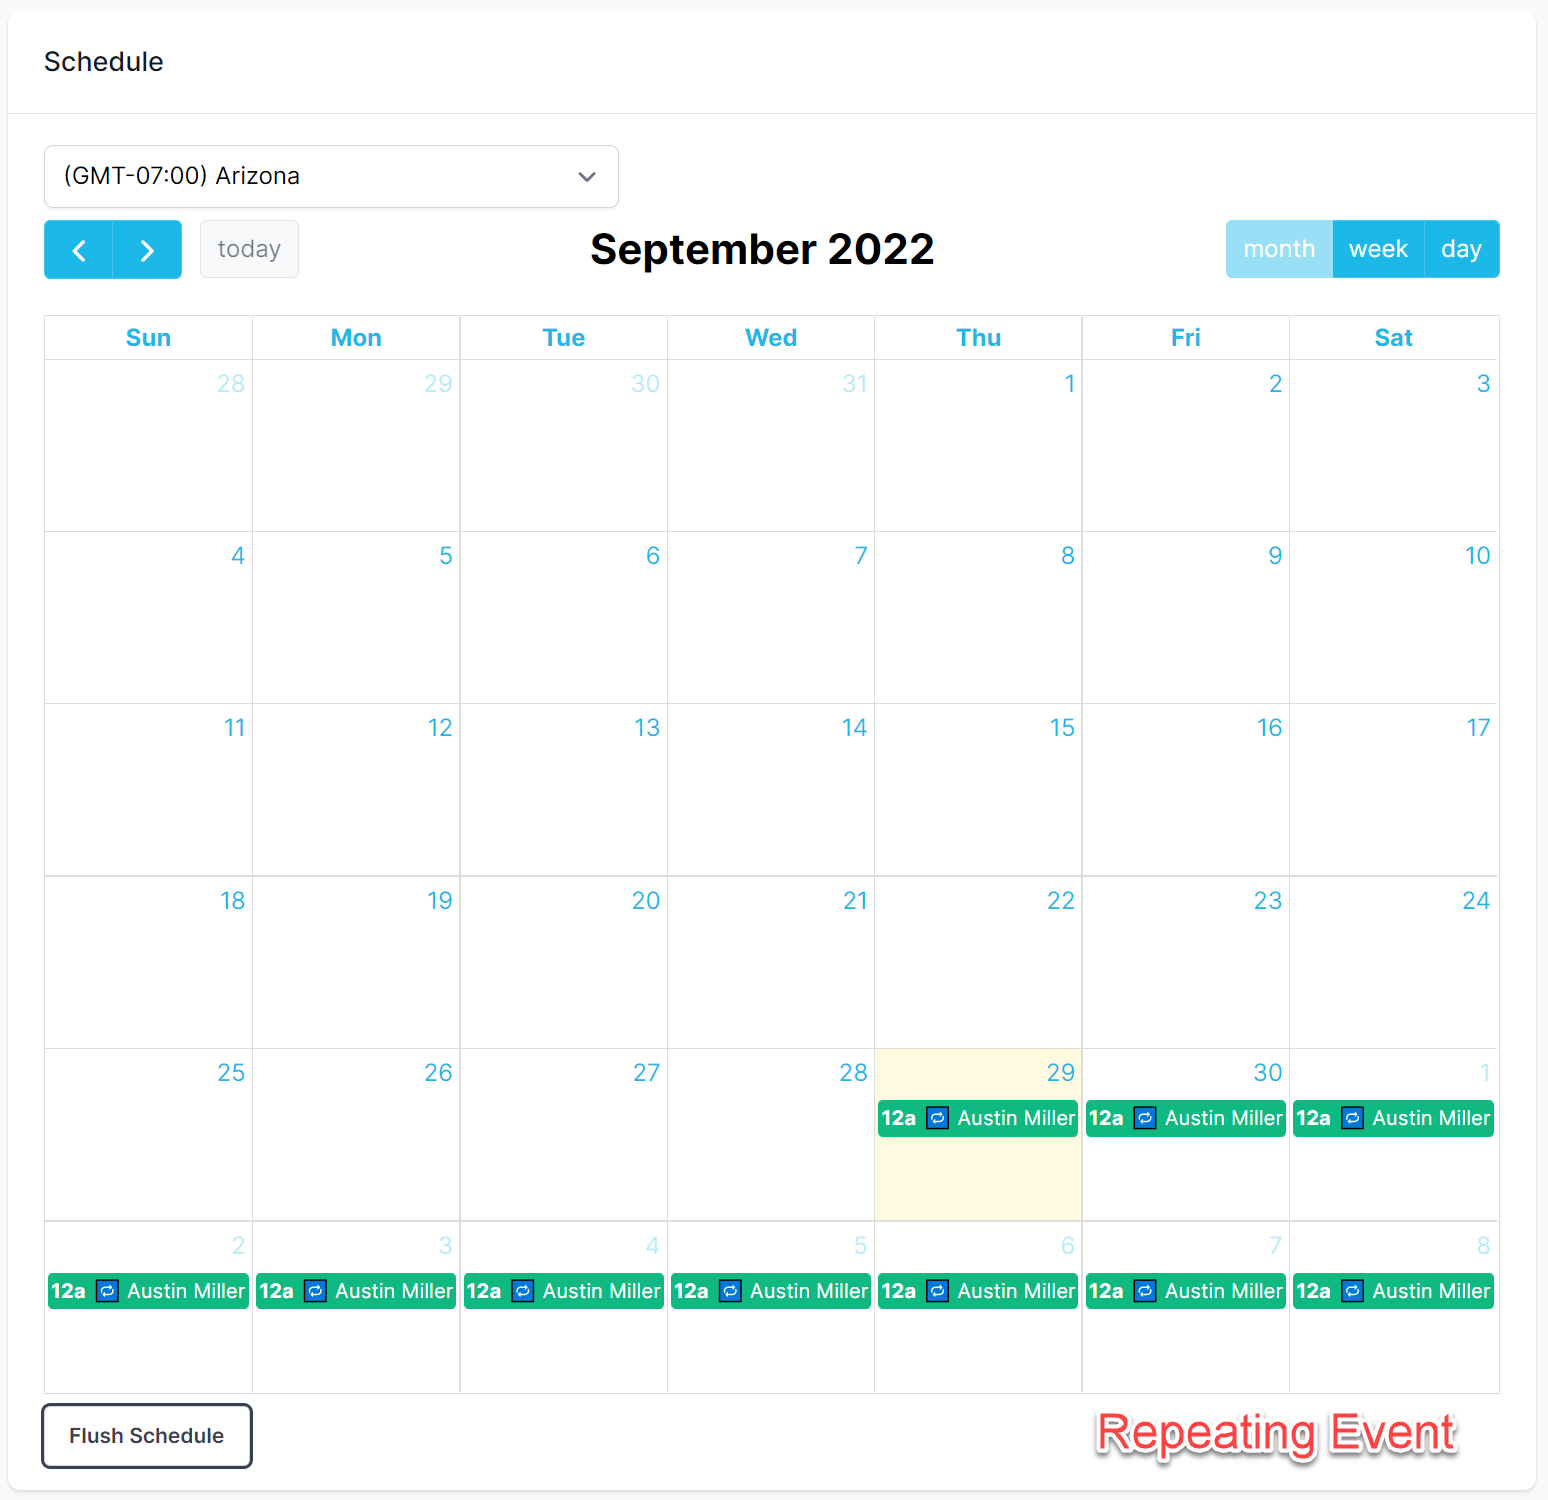 Schedule
(GMT-07:00) Arizona
today
September 2022
month week day
Sun Mon Tue Wed Thu Fri Sat
28 29 30 31 1 2 3
4 5 6 7 8 9 10
11 12 13 14 15 16 17
18 19 20 21 22 23 24
25 26 27 28 29 30 1
12a Austin Miller 12a Austin Miller 12a Austin Miller
2 3 4 5 6 7 8
12a Austin Miller 12a Austin Miller 12a Austin Miller 12a Austin Miller 12a Austin Miller 12a Austin Miller 12a Austin Miller
Flush Schedule
Repeating Event